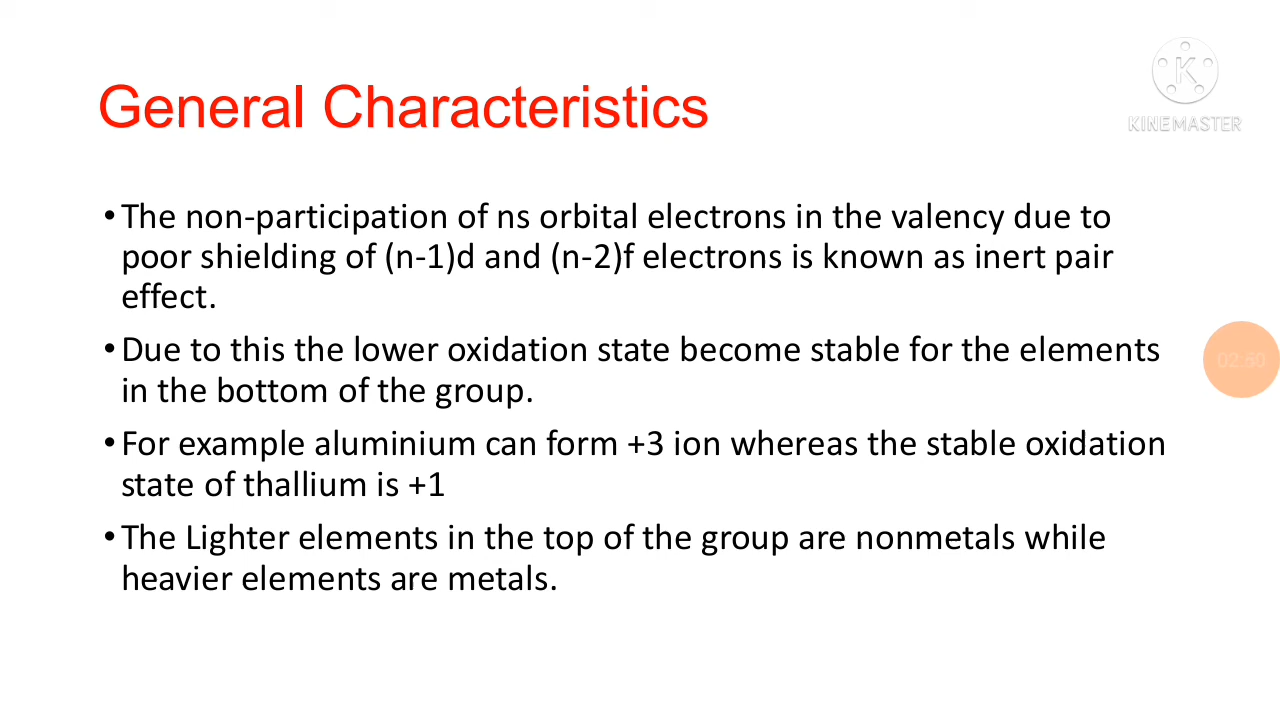 General Characteristics
KINEMASTER
• The non-participation of ns orbital electrons in the valency due to
poor shielding of (n-1)d and (n-2)f electrons is known as inert pair
effect.
• Due to this the lower oxidation state become stable for the elements
in the bottom of the group.
02:50
• For example aluminium can form +3 ion whereas the stable oxidation
state of thallium is +1
• The Lighter elements in the top of the group are nonmetals while
heavier elements are metals.